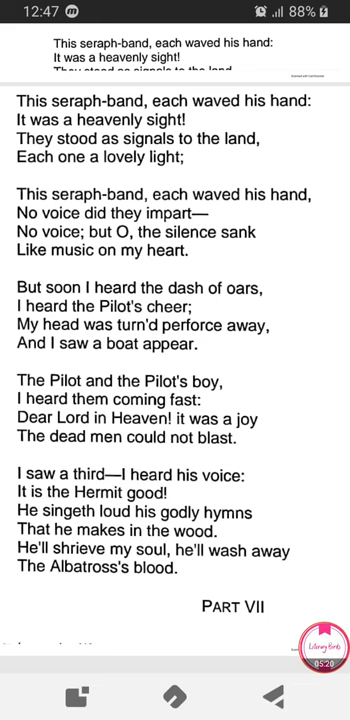 12:47
88%
This seraph-band, each waved his hand:
It was a heavenly sight!
They stood as signals to the land
This seraph-band, each waved his hand:
It was a heavenly sight!
They stood as signals to the land,
Each one a lovely light;
This seraph-band, each waved his hand,
No voice did they impart—
No voice; but O, the silence sank
Like music on my heart.
But soon I heard the dash of oars,
I heard the Pilot's cheer;
My head was turn'd perforce away,
And I saw a boat appear.
The Pilot and the Pilot's boy,
I heard them coming fast:
Dear Lord in Heaven! it was a joy
The dead men could not blast.
I saw a third—I heard his voice:
It is the Hermit good!
He singeth loud his godly hymns
That he makes in the wood.
He'll shrieve my soul, he'll wash away
The Albatross's blood.
PART VII
05:20